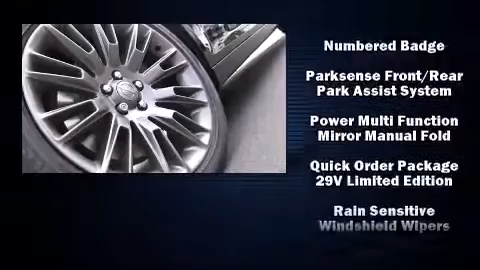 Numbered Badge
Parksense Front/Rear
Park Assist System
Power Multi Function
Mirror Manual Fold
Quick Order Package
29V Limited Edition
Rain Sensitive
Windshield Wipers